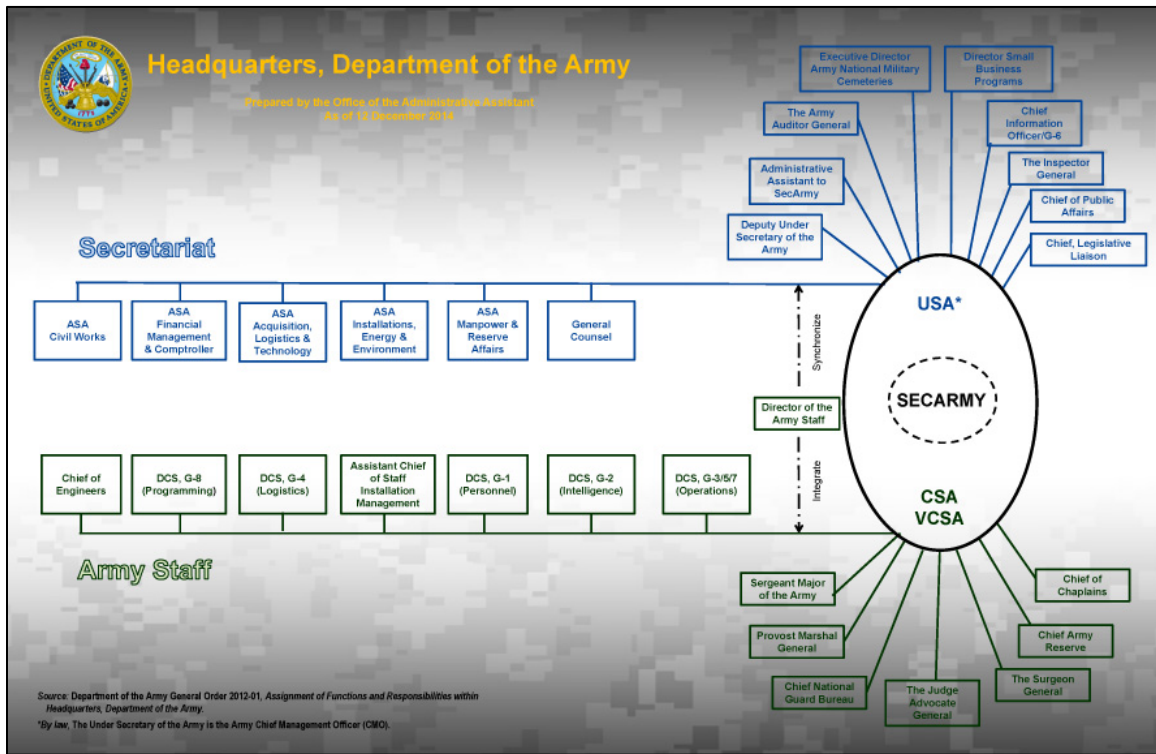 Headquarters, Department of the Army
Prepared by the Office of the Administrative Assistant
As of 12 December 2014
DEPARTMENT OF THE ARMY
UNITED STATES OF AMERICA
1775
Executive Director
Army National Military
Cemeteries
Director Small
Business
Programs
The Army
Auditor General
Chief
Information
Officer/G-6
Administrative
Assistant to
SecArmy
The Inspector
General
Chief of Public
Affairs
Deputy Under
Secretary of the
Army
Chief, Legislative
Liaison
Secretariat
ASA
Civil Works
ASA
Financial
Management
& Comptroller
ASA
Acquisition,
Logistics &
Technology
ASA
Installations,
Energy &
Environment
ASA
Manpower &
Reserve
Affairs
General
Counsel
Synchronize
USA*
SECARMY
Director of the
Army Staff
Integrate
CSA
VCSA
Chief of
Engineers
DCS, G-8
(Programming)
DCS, G-4
(Logistics)
Assistant Chief
of Staff
Installation
Management
DCS, G-1
(Personnel)
DCS, G-2
(Intelligence)
DCS, G-3/5/7
(Operations)
Army Staff
Sergeant Major
of the Army
Chief of
Chaplains
Provost Marshal
General
Chief Army
Reserve
Chief National
Guard Bureau
The Judge
Advocate
General
The Surgeon
General
Source: Department of the Army General Order 2012-01, Assignment of Functions and Responsibilities within
Headquarters, Department of the Army.
*By law, The Under Secretary of the Army is the Army Chief Management Officer (CMO).